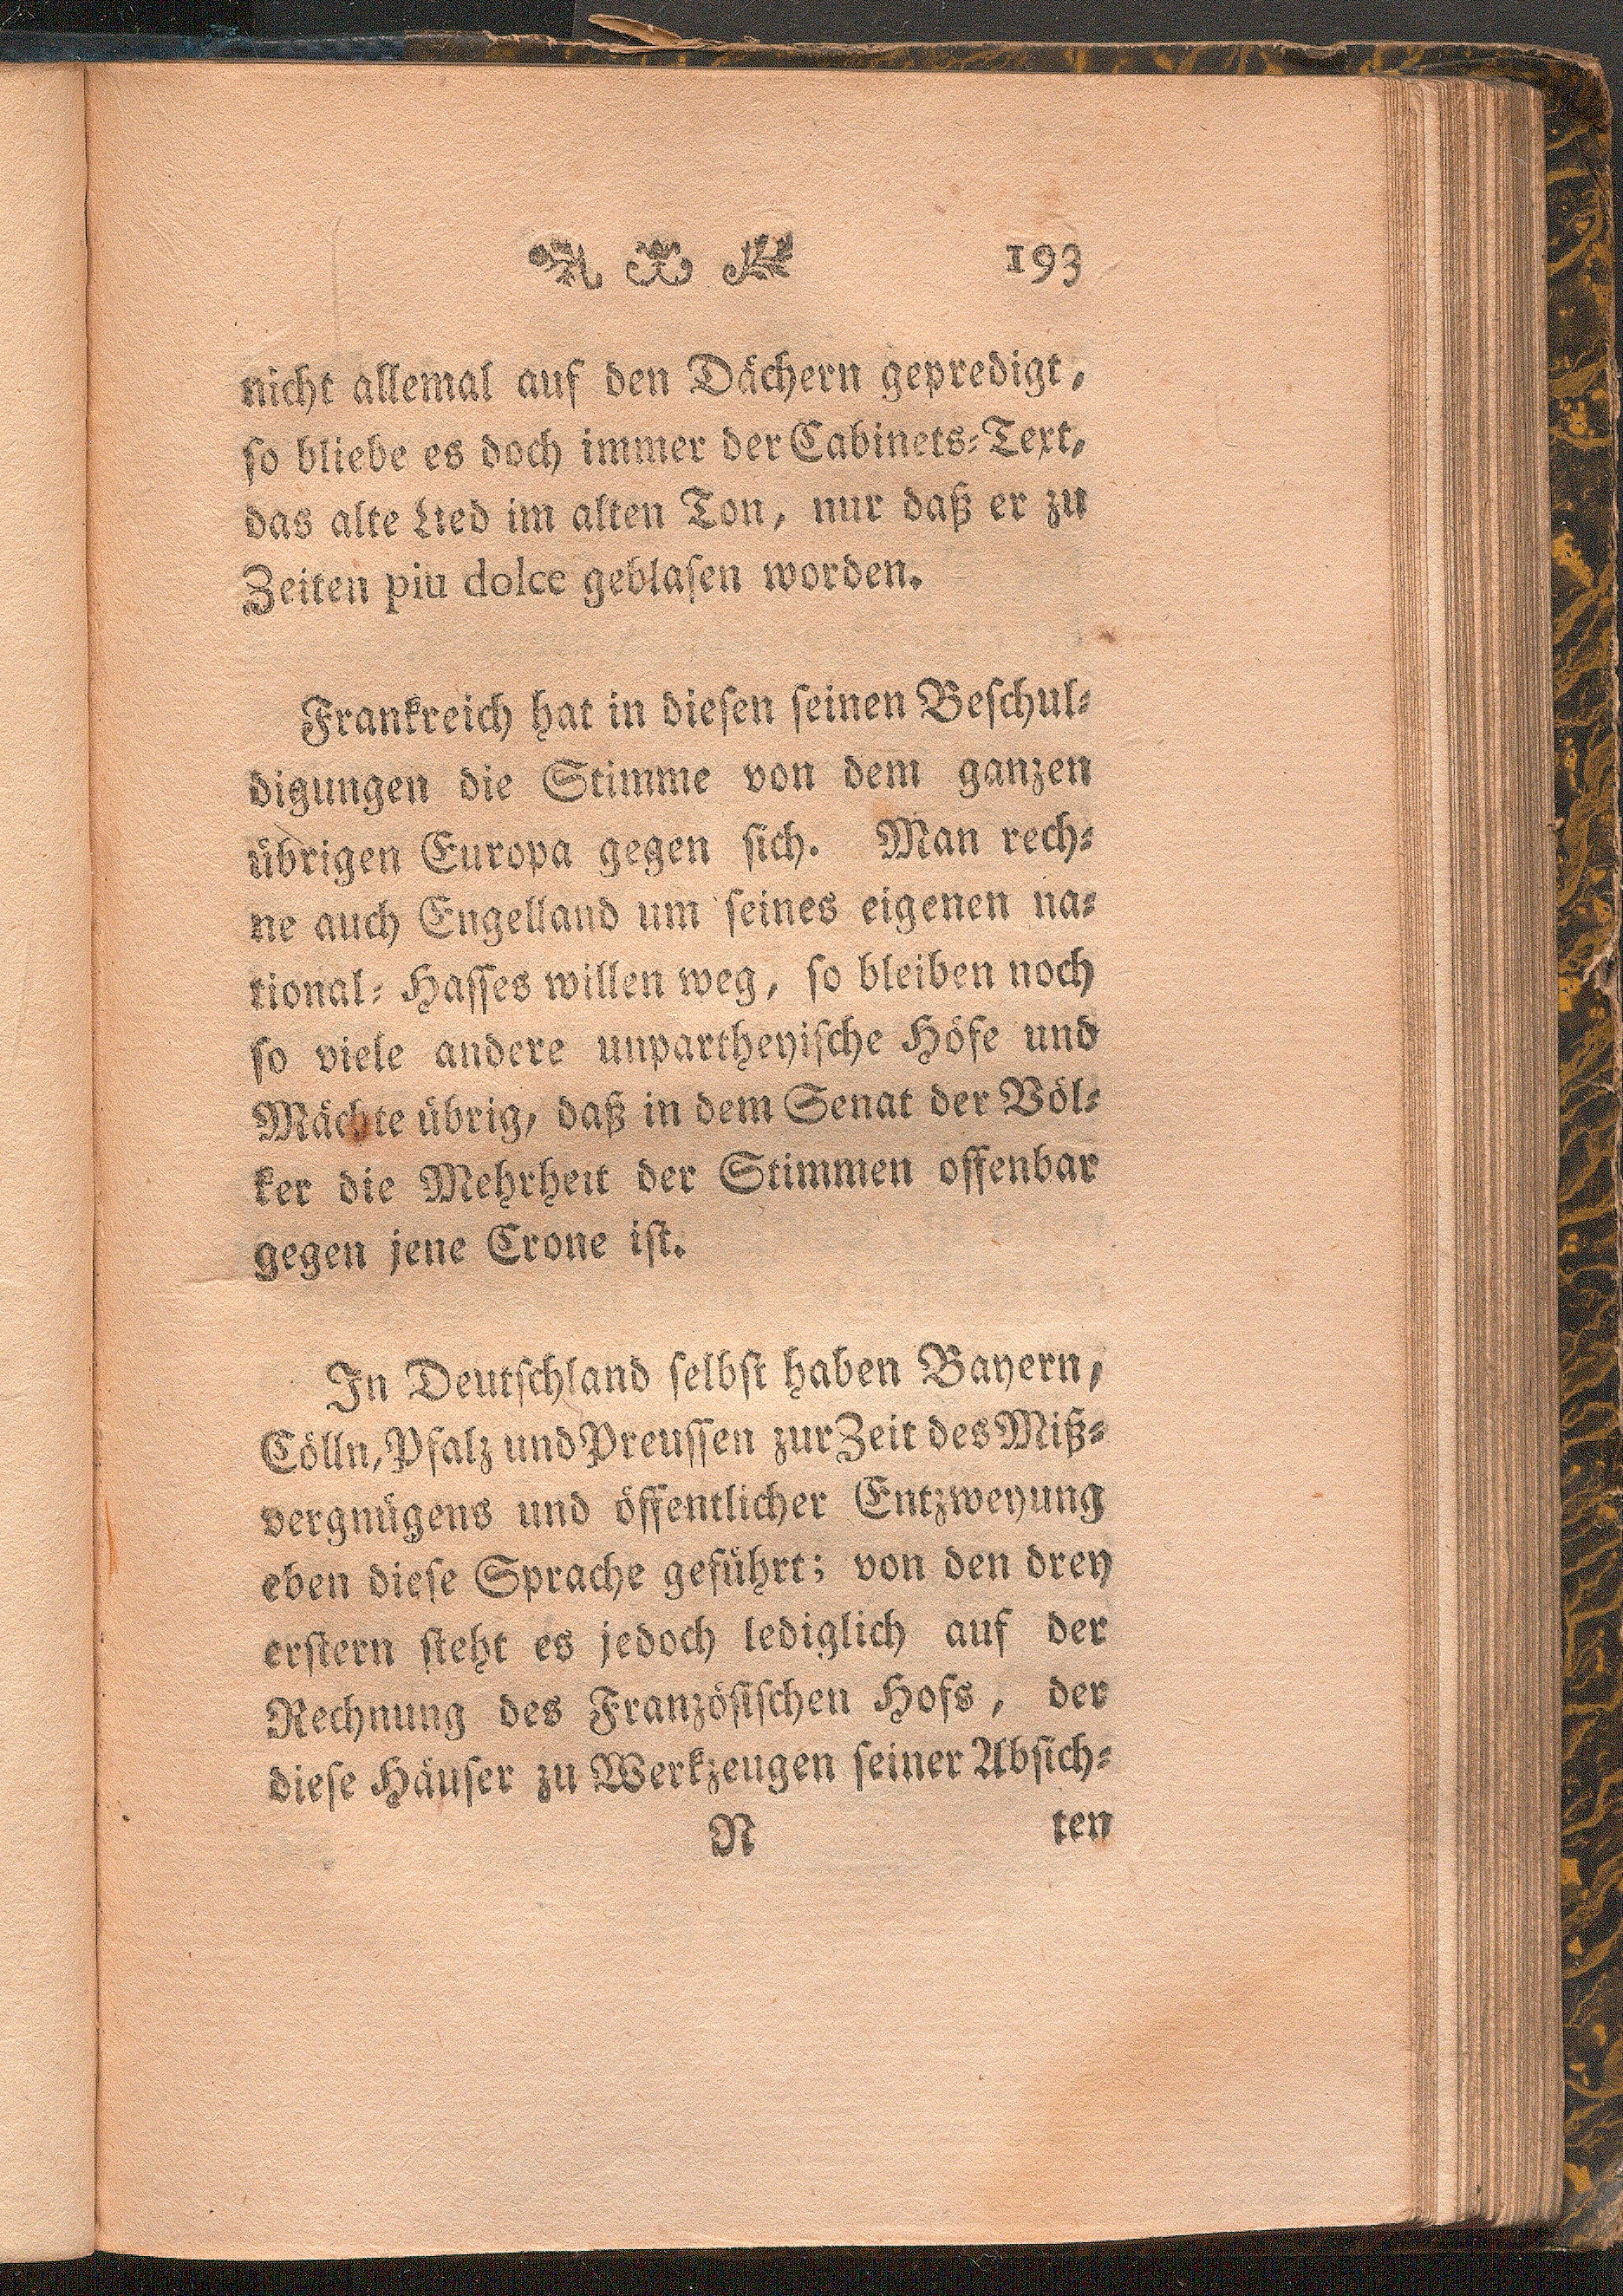 193
nicht allemal auf den Dächern gepredigt,
so bliebe es doch immer der Cabinets-Text,
das alte Lied im alten Ton, nur daß er zu
Zeiten piu dolce geblasen worden.
Frankreich hat in diesen seinen Beschul-
digungen die Stimme von dem ganzen
übrigen Europa gegen sich. Man rech-
ne auch Engelland um seines eigenen na-
tional-Hasses willen weg, so bleiben noch
so viele andere unpartheyische Höfe und
Mächte übrig, daß in dem Senat der Völ-
ker die Mehrheit der Stimmen offenbar
gegen jene Crone ist.
In Deutschland selbst haben Bayern,
Cölln, Pfalz und Preussen zur Zeit des Miß-
vergnügens und öffentlicher Entzweyung
eben diese Sprache geführt; von den drey
erstern steht es jedoch lediglich auf der
Rechnung des Französischen Hofs, der
diese Häuser zu Werkzeugen seiner Absich-
N ten